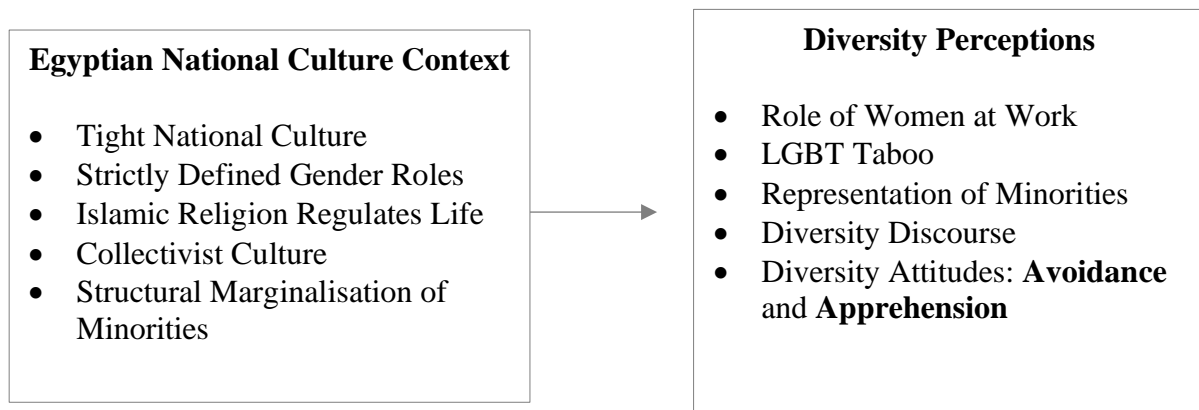 Egyptian National Culture Context
• Tight National Culture
• Strictly Defined Gender Roles
• Islamic Religion Regulates Life
• Collectivist Culture
• Structural Marginalisation of
Minorities
Diversity Perceptions
• Role of Women at Work
• LGBT Taboo
• Representation of Minorities
• Diversity Discourse
• Diversity Attitudes: Avoidance
and Apprehension